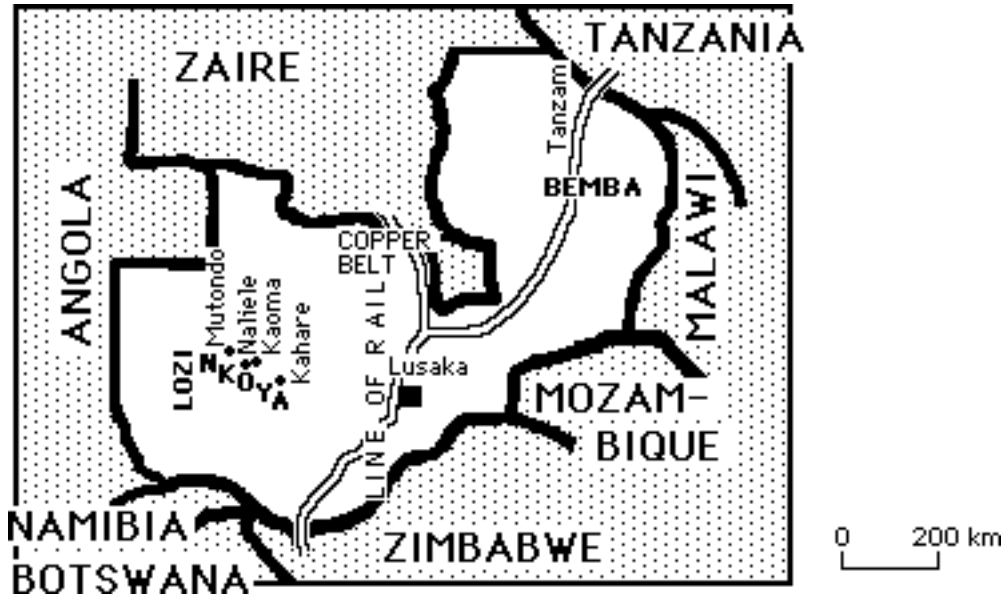 TANZANIA
ZAIRE
Tanzam
BEMBA
ANGOLA
MALAWI
COPPER
BELT
Mutondo
Naliele
Kaoma
Kahare
LINE OF RAIL
LOZI
NKOYA
Lusaka
MOZAM-
BIQUE
NAMIBIA
ZIMBABWE
BOTSWANA
0 200 km